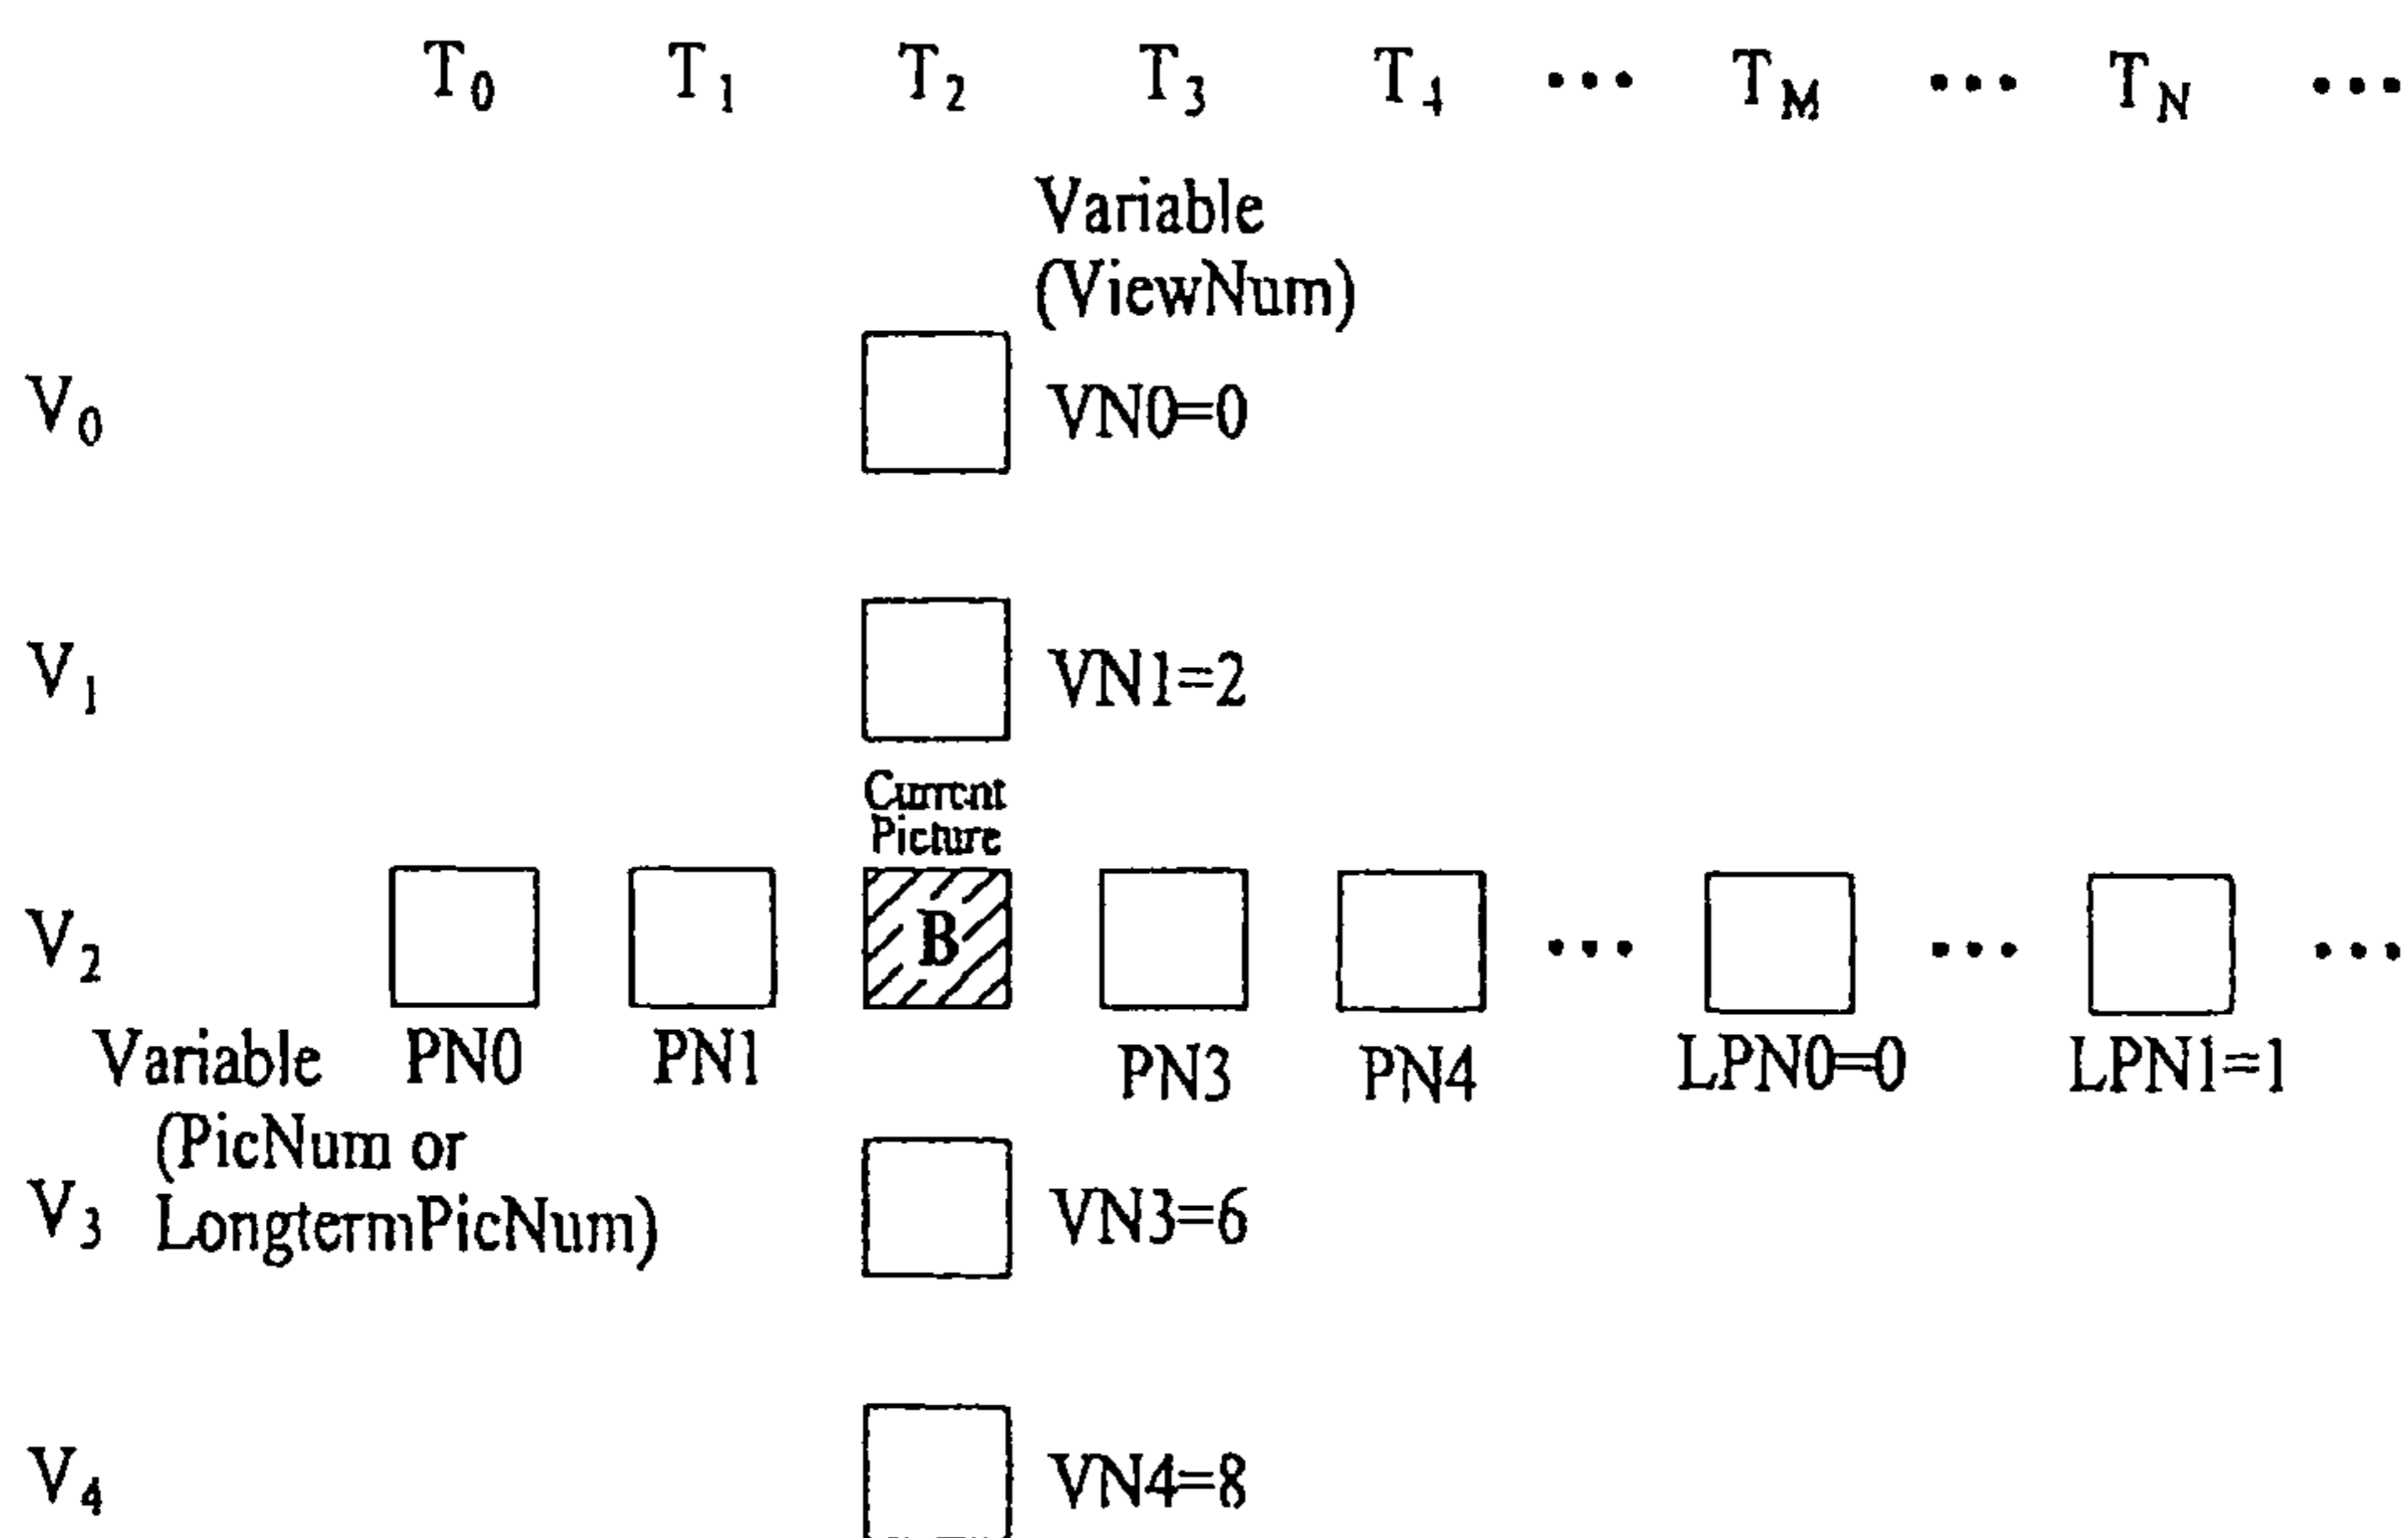 T0 T1 T2 T3 T4 ••• TM ••• TN •••
Variable
(ViewNum)
V0 VN0=0
V1 VN1=2
Current
Picture
V2 B ••• ••• •••
Variable PN0 PN1 PN3 PN4 LPN0=0 LPN1=1
(PicNum or
LongtermPicNum)
V3 VN3=6
V4 VN4=8